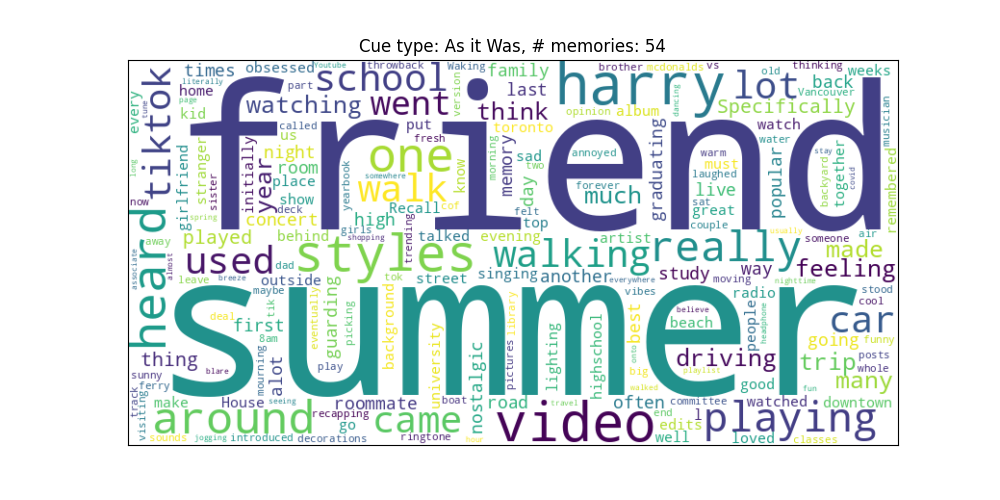 Cue type: As it Was, # memories: 54
times obsessed Youtube throwback Waking family brother mcdonalds vs thinking
literally part school version last harry lot old back weeks
home page watching went think opinion album dancing Specifically Vancouver
every tune kid called put fresh toronto watch musician
tiktok us friend
long night initially one morning memory sad annoyed warm must water stay covid
now girlfriend stranger sister room year yearbook somewhere know two day forever much graduating laughed live popular backyard together remembered
place walk felt sat great
spring show deck Recall cof top couple usually
heard concert high girls trending evening artist someone air
away played behind shopping talked styles walking really made
associate almost used dad tok singing another everywhere study moving way feeling
leave breeze outside street nighttime stood
maybe tik guarding background vibes radio cool
deal first eventually picking summer library best beach believe people headphone car
8am lighting highschool onto going funny
thing mourning alot play university nostalgic pictures big driving trip posts
sunny blare playlist good whole
ferry seeing walked fun many
track visiting make House roommate boat road travel often committee l watched downtown
around recapping go came video end edits playing
sounds jogging introduced decorations ringtone hour well loved classes